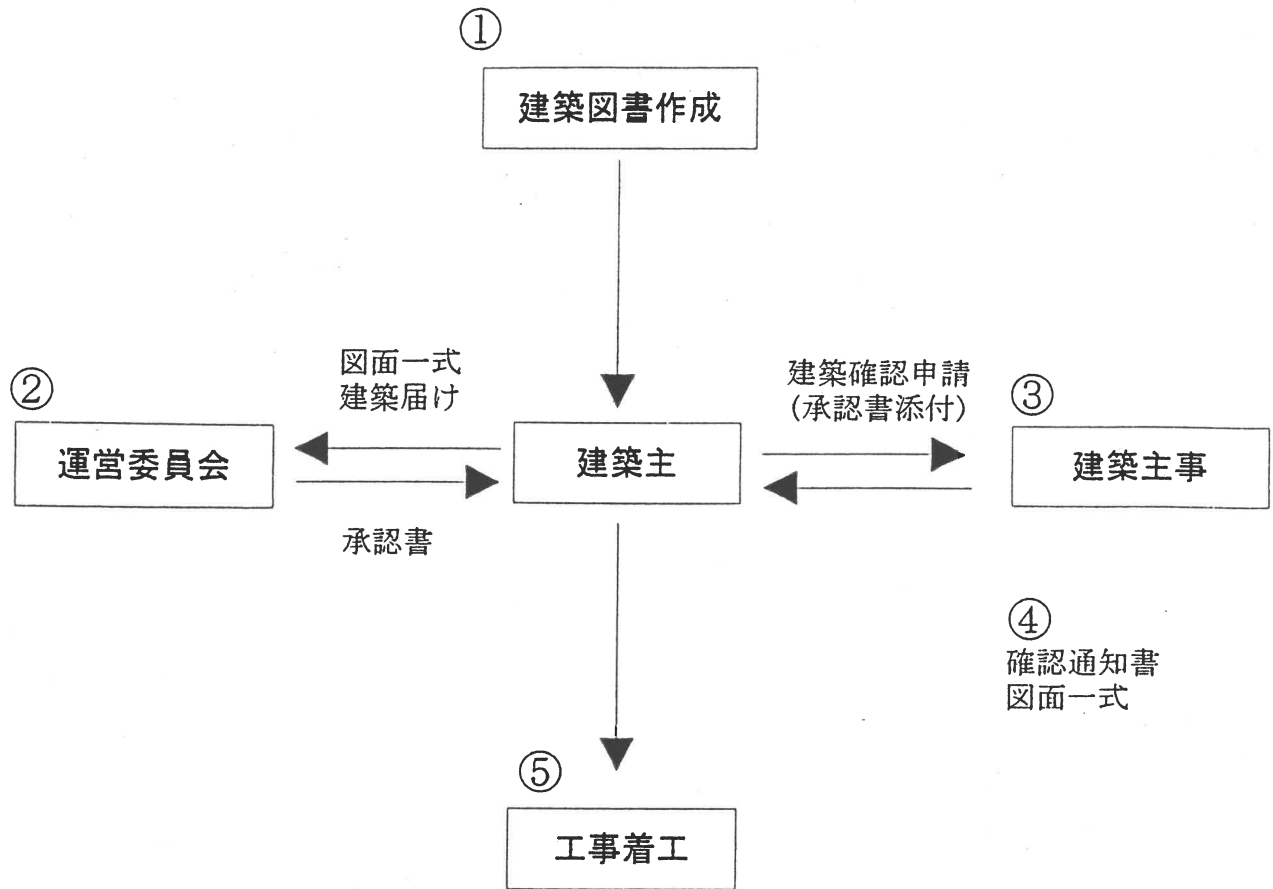 ①
建築図書作成
図面一式
建築届け
②
運営委員会
承認書
建築主
建築確認申請
(承認書添付)
③
建築主事
④
確認通知書
図面一式
⑤
工事着工